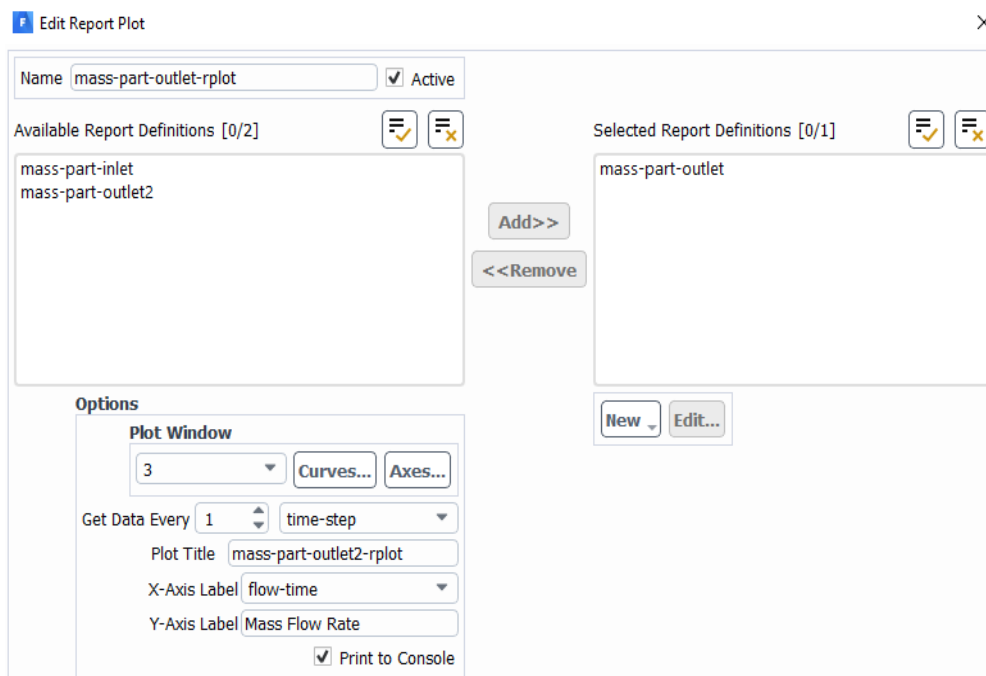 Edit Report Plot
Name mass-part-outlet-rplot Active
Available Report Definitions [0/2]
mass-part-inlet
mass-part-outlet2
Add>>
<<Remove
Selected Report Definitions [0/1]
mass-part-outlet
New Edit...
Options
Plot Window
3 Curves... Axes...
Get Data Every 1 time-step
Plot Title mass-part-outlet2-rplot
X-Axis Label flow-time
Y-Axis Label Mass Flow Rate
Print to Console